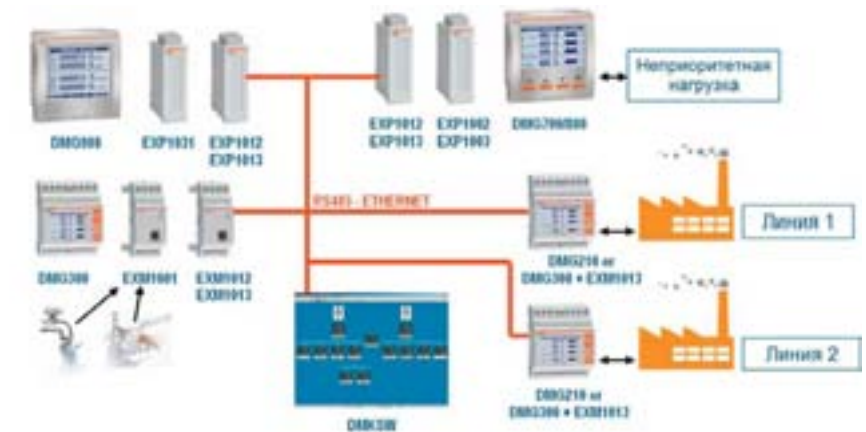 DMG800
EXP1031
EXP1012
EXP1013
EXP1012
EXP1013
EXP1002
EXP1003
DMG700/800
Неприоритетная
нагрузка
RS485 - ETHERNET
DMG300
EXM1001
EXM1012
EXM1013
DMG210 or
DMG300 + EXM1013
Линия 1
DMKSW
DMG210 or
DMG300 + EXM1013
Линия 2